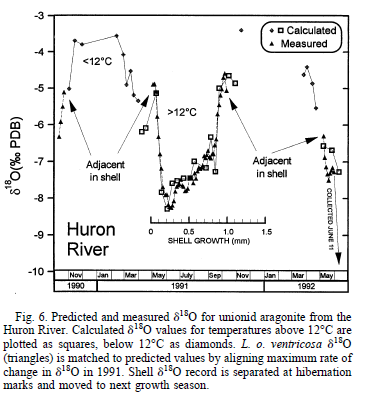 -3
-4
-5
-6
-7
-8
-9
-10
δ18O(‰ PDB)
Calculated
Measured
<12°C
>12°C
Adjacent
in shell
Adjacent
in shell
0 0.5 1.0 1.5
SHELL GROWTH (mm)
COLLECTED JUNE 11
Huron
River
Nov Jan Mar May July Sep Nov Jan Mar May
1990 1991 1992
Fig. 6. Predicted and measured δ18O for unionid aragonite from the
Huron River. Calculated δ18O values for temperatures above 12°C are
plotted as squares, below 12°C as diamonds. L. o. ventricosa δ18O
(triangles) is matched to predicted values by aligning maximum rate of
change in δ18O in 1991. Shell δ18O record is separated at hibernation
marks and moved to next growth season.